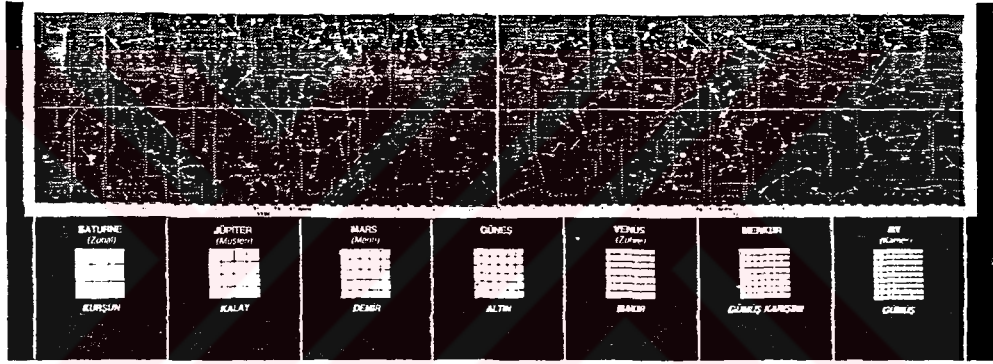 SATURNE
(Zuhal)
KURŞUN
JÜPİTER
(Müşteri)
KALAY
MARS
(Merih)
DEMİR
GÜNEŞ
ALTIN
VENUS
(Zühre)
BAKIR
MERKÜR
GÜMÜŞ KARIŞIMI
AY
(Kamer)
GÜMÜŞ